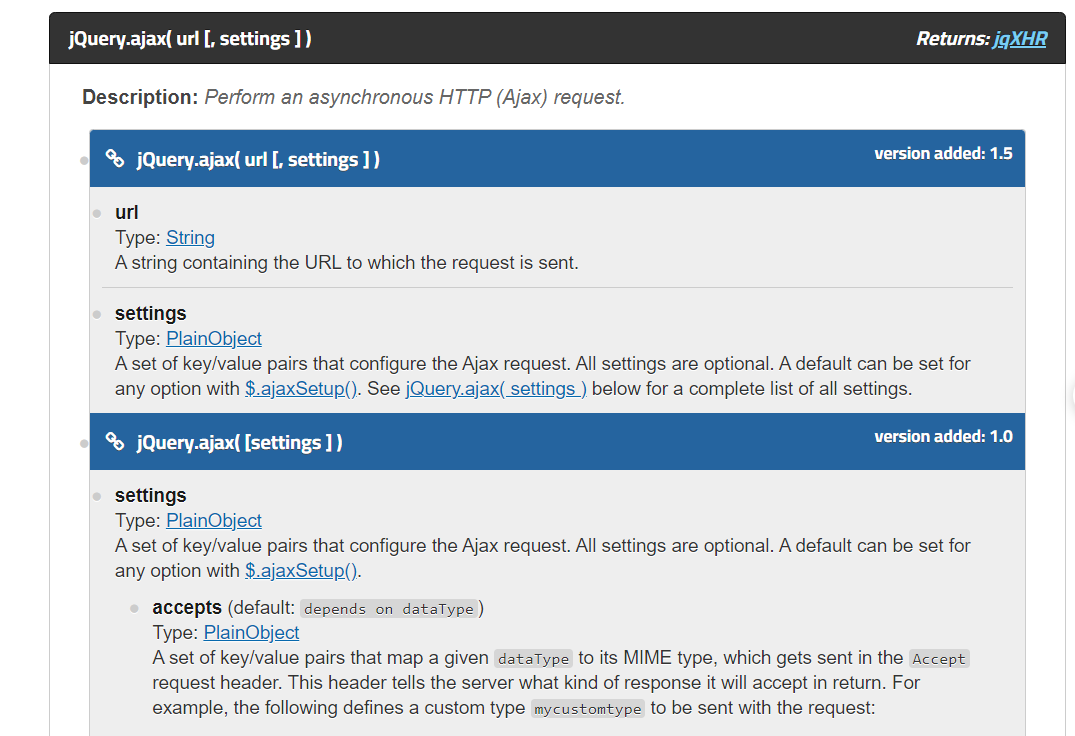 jQuery.ajax( url [, settings ] )
Returns: jqXHR
Description: Perform an asynchronous HTTP (Ajax) request.
jQuery.ajax( url [, settings ] )
version added: 1.5
url
Type: String
A string containing the URL to which the request is sent.
settings
Type: PlainObject
A set of key/value pairs that configure the Ajax request. All settings are optional. A default can be set for
any option with $.ajaxSetup(). See jQuery.ajax( settings ) below for a complete list of all settings.
jQuery.ajax( [settings ] )
version added: 1.0
settings
Type: PlainObject
A set of key/value pairs that configure the Ajax request. All settings are optional. A default can be set for
any option with $.ajaxSetup().
accepts (default: depends on dataType)
Type: PlainObject
A set of key/value pairs that map a given dataType to its MIME type, which gets sent in the Accept
request header. This header tells the server what kind of response it will accept in return. For
example, the following defines a custom type mycustomtype to be sent with the request: